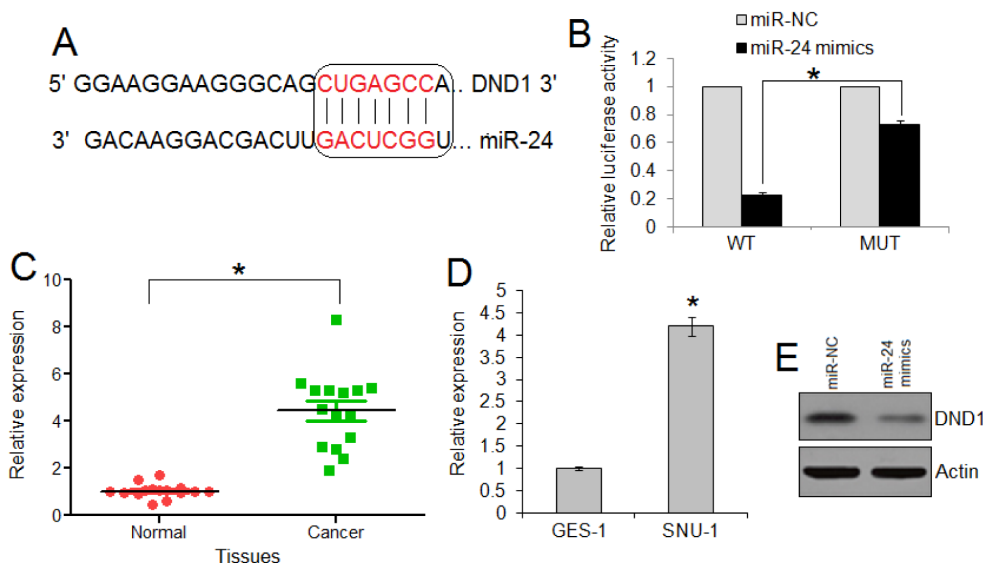 A
5' GGAAGGAAGGGCAGCUGAGCCA... DND1 3'
3' GACAAGGACGACUUGACUCGGU... miR-24
B
miR-NC
miR-24 mimics
Relative luciferase activity
1.2
1
0.8
0.6
0.4
0.2
0
*
WT
MUT
C
Relative expression
10
8
6
4
2
0
*
Normal
Cancer
Tissues
D
Relative expression
5
4.5
4
3.5
3
2.5
2
1.5
1
0.5
0
*
GES-1
SNU-1
E
miR-NC
miR-24
mimics
DND1
Actin